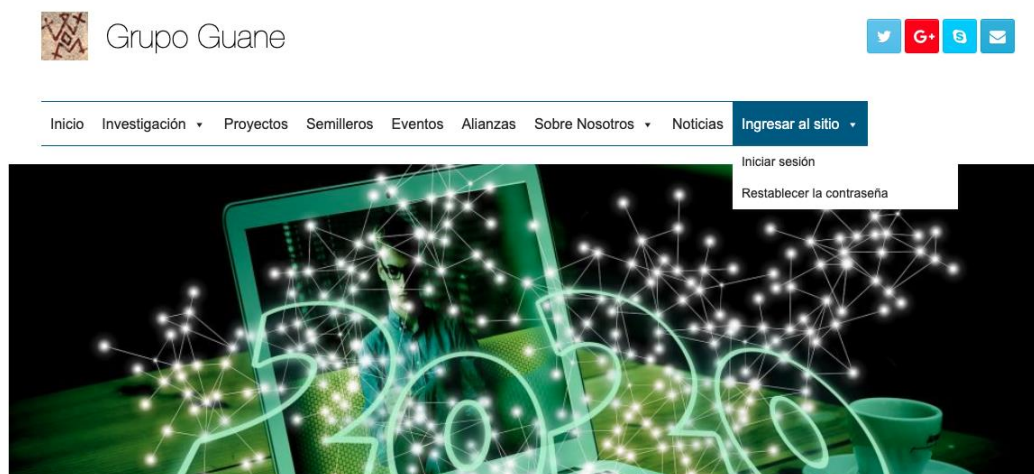 Grupo Guane
G+
Inicio Investigación Proyectos Semilleros Eventos Alianzas Sobre Nosotros Noticias Ingresar al sitio
Iniciar sesión
Restablecer la contraseña
2020